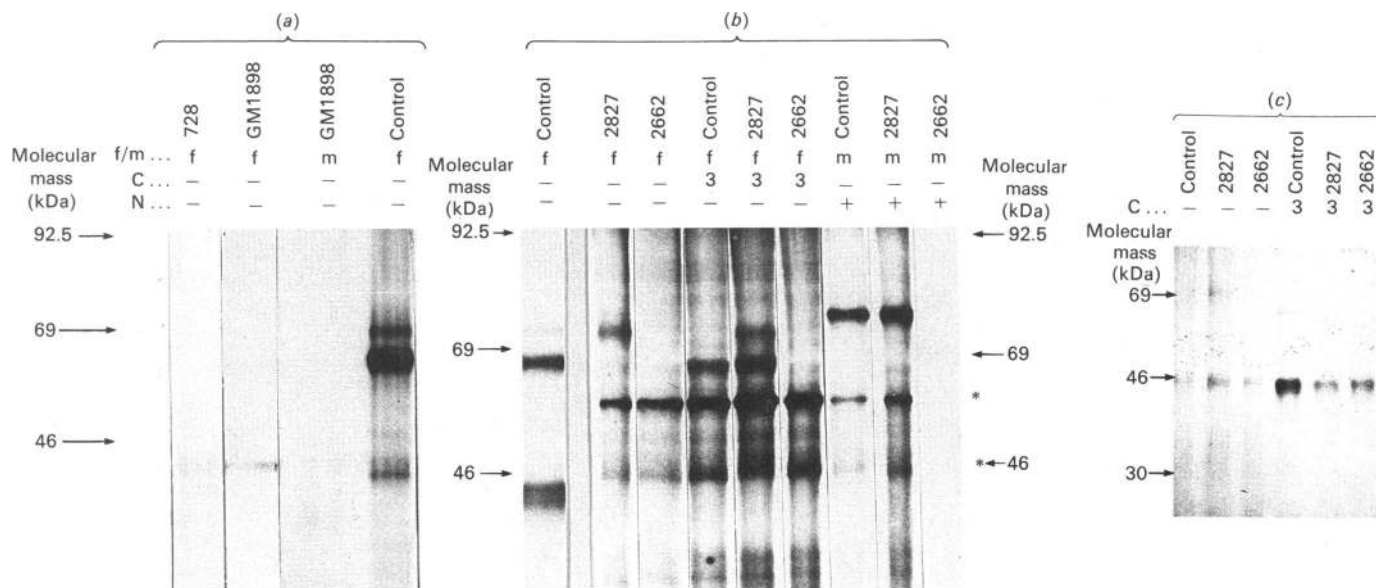 (a)
728
GM1898
GM1898
Control
f/m ... f f m f
C ... – – – –
N ... – – – –
Molecular
mass
(kDa)
92.5
69
46
(b)
Control
2827
2662
Control
2827
2662
Control
2827
2662
f f f f f f m m m
– – – 3 3 3 – – –
– – – – – – + + +
Molecular
mass
(kDa)
92.5
69
46
Molecular
mass
(kDa)
92.5
69
*
* 46
(c)
Control
2827
2662
Control
2827
2662
C ... – – – 3 3 3
Molecular
mass
(kDa)
69
46
30